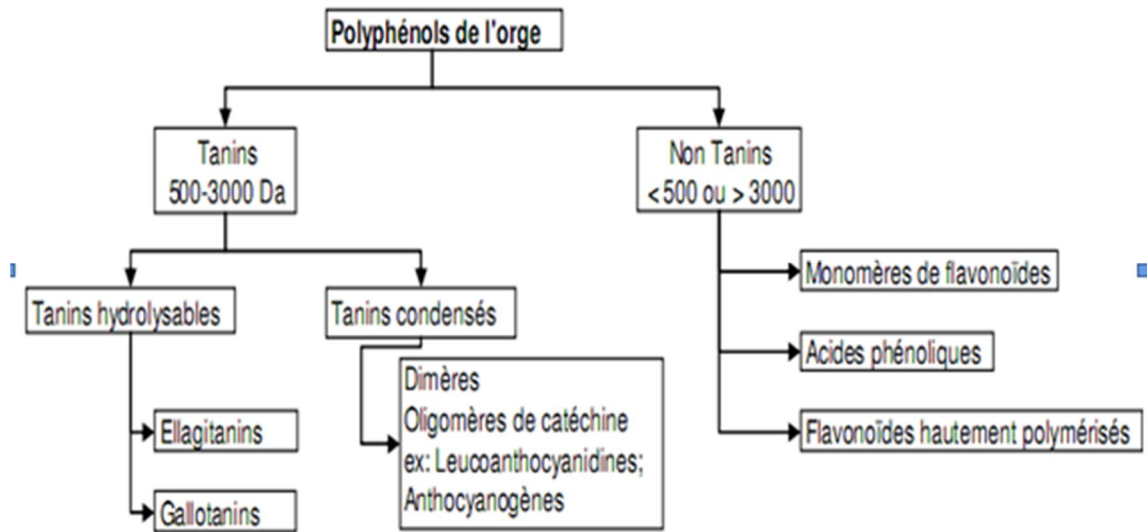 Polyphénols de l'orge
Tanins
500-3000 Da
Non Tanins
< 500 ou > 3000
Tanins hydrolysables
Ellagitanins
Gallotanins
Tanins condensés
Dimères
Oligomères de catéchine
ex: Leucoanthocyanidines;
Anthocyanogènes
Monomères de flavonoïdes
Acides phénoliques
Flavonoïdes hautement polymérisés